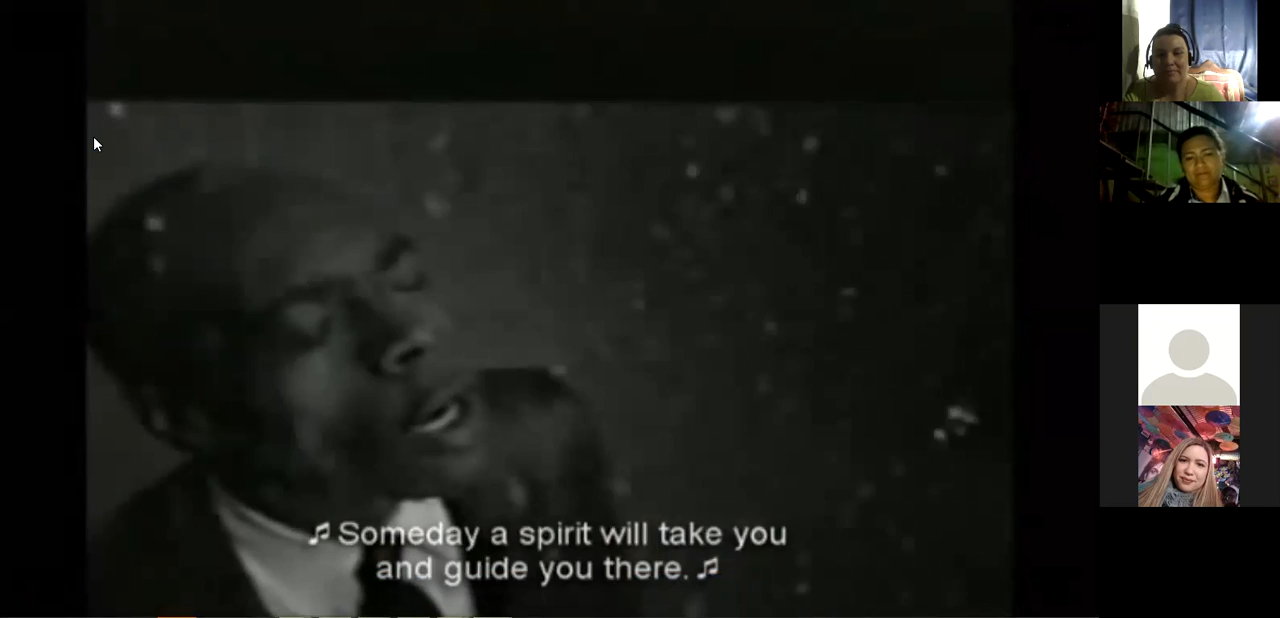 ♫ Someday a spirit will take you
and guide you there. ♫